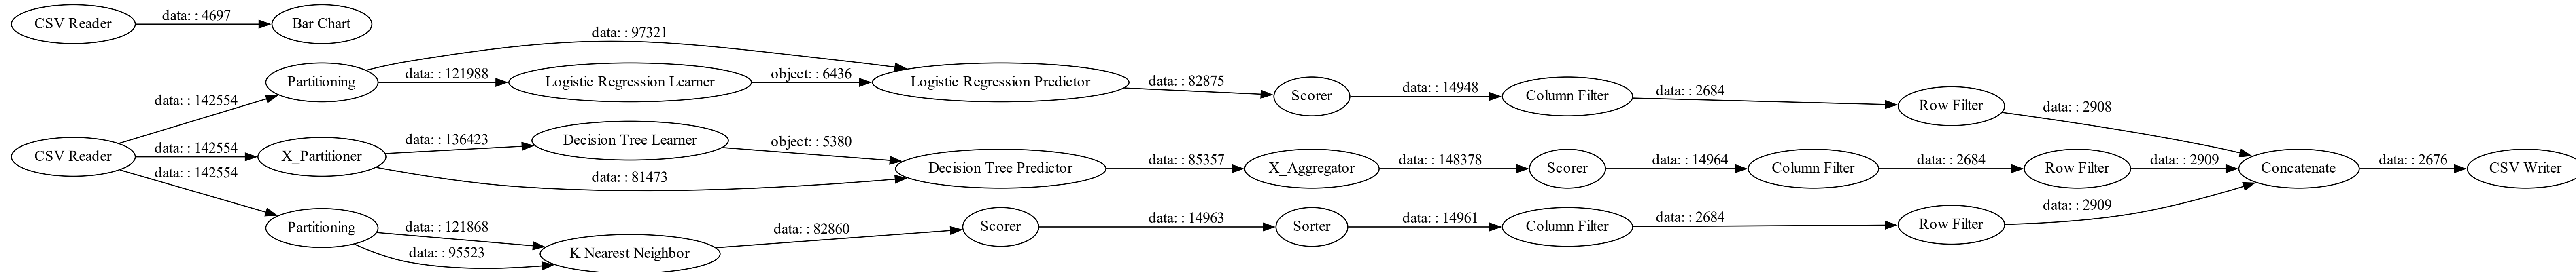 CSV Reader
data: : 4697
Bar Chart
data: : 97321
Partitioning
data: : 121988
Logistic Regression Learner
object: : 6436
Logistic Regression Predictor
data: : 82875
Scorer
data: : 14948
Column Filter
data: : 2684
Row Filter
data: : 2908
data: : 142554
CSV Reader
data: : 142554
X_Partitioner
data: : 136423
Decision Tree Learner
object: : 5380
data: : 81473
Decision Tree Predictor
data: : 85357
X_Aggregator
data: : 148378
Scorer
data: : 14964
Column Filter
data: : 2684
Row Filter
data: : 2909
Concatenate
data: : 2676
CSV Writer
data: : 142554
Partitioning
data: : 121868
data: : 95523
K Nearest Neighbor
data: : 82860
Scorer
data: : 14963
Sorter
data: : 14961
Column Filter
data: : 2684
Row Filter
data: : 2909